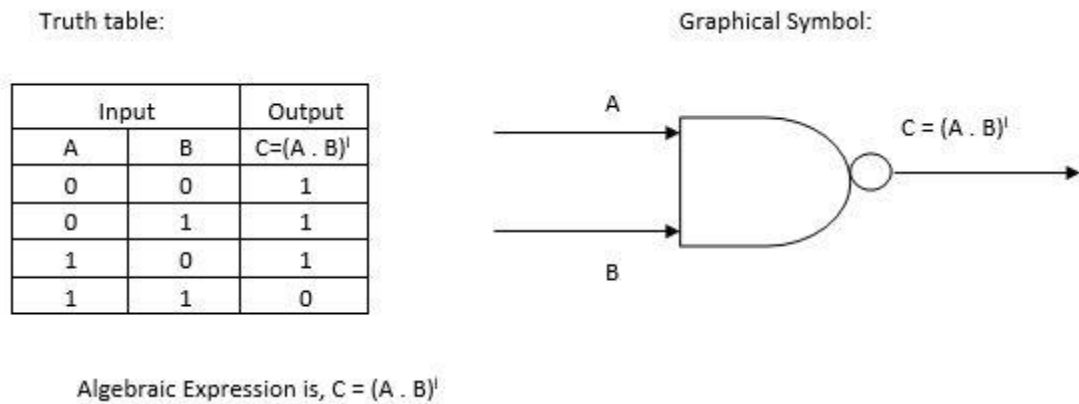 Truth table:
Graphical Symbol:
Input Output
A B C=(A . B)ˡ
0 0 1
0 1 1
1 0 1
1 1 0
A
C = (A . B)ˡ
B
Algebraic Expression is, C = (A . B)ˡ